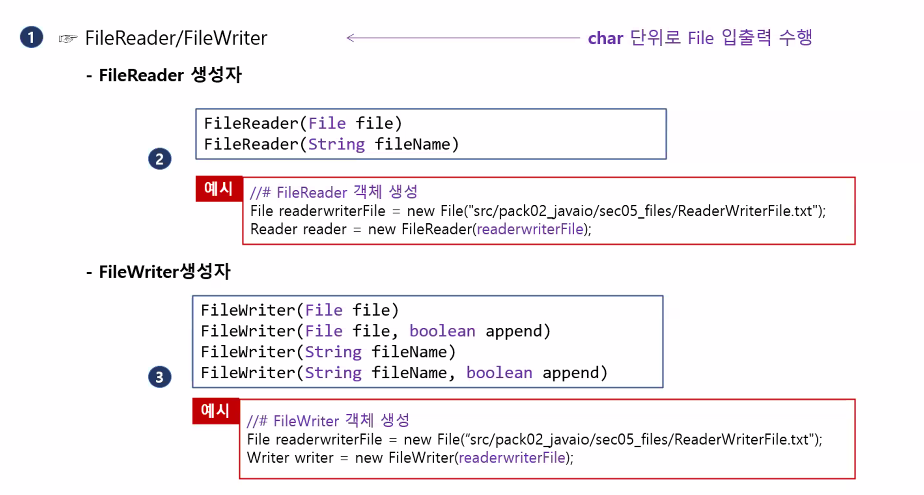 1 ☞ FileReader/FileWriter char 단위로 File 입출력 수행
- FileReader 생성자
FileReader(File file)
FileReader(String fileName)
2
예시
//# FileReader 객체 생성
File readerwriterFile = new File("src/pack02_javaio/sec05_files/ReaderWriterFile.txt");
Reader reader = new FileReader(readerwriterFile);
- FileWriter생성자
FileWriter(File file)
FileWriter(File file, boolean append)
FileWriter(String fileName)
FileWriter(String fileName, boolean append)
3
예시
//# FileWriter 객체 생성
File readerwriterFile = new File(“src/pack02_javaio/sec05_files/ReaderWriterFile.txt");
Writer writer = new FileWriter(readerwriterFile);